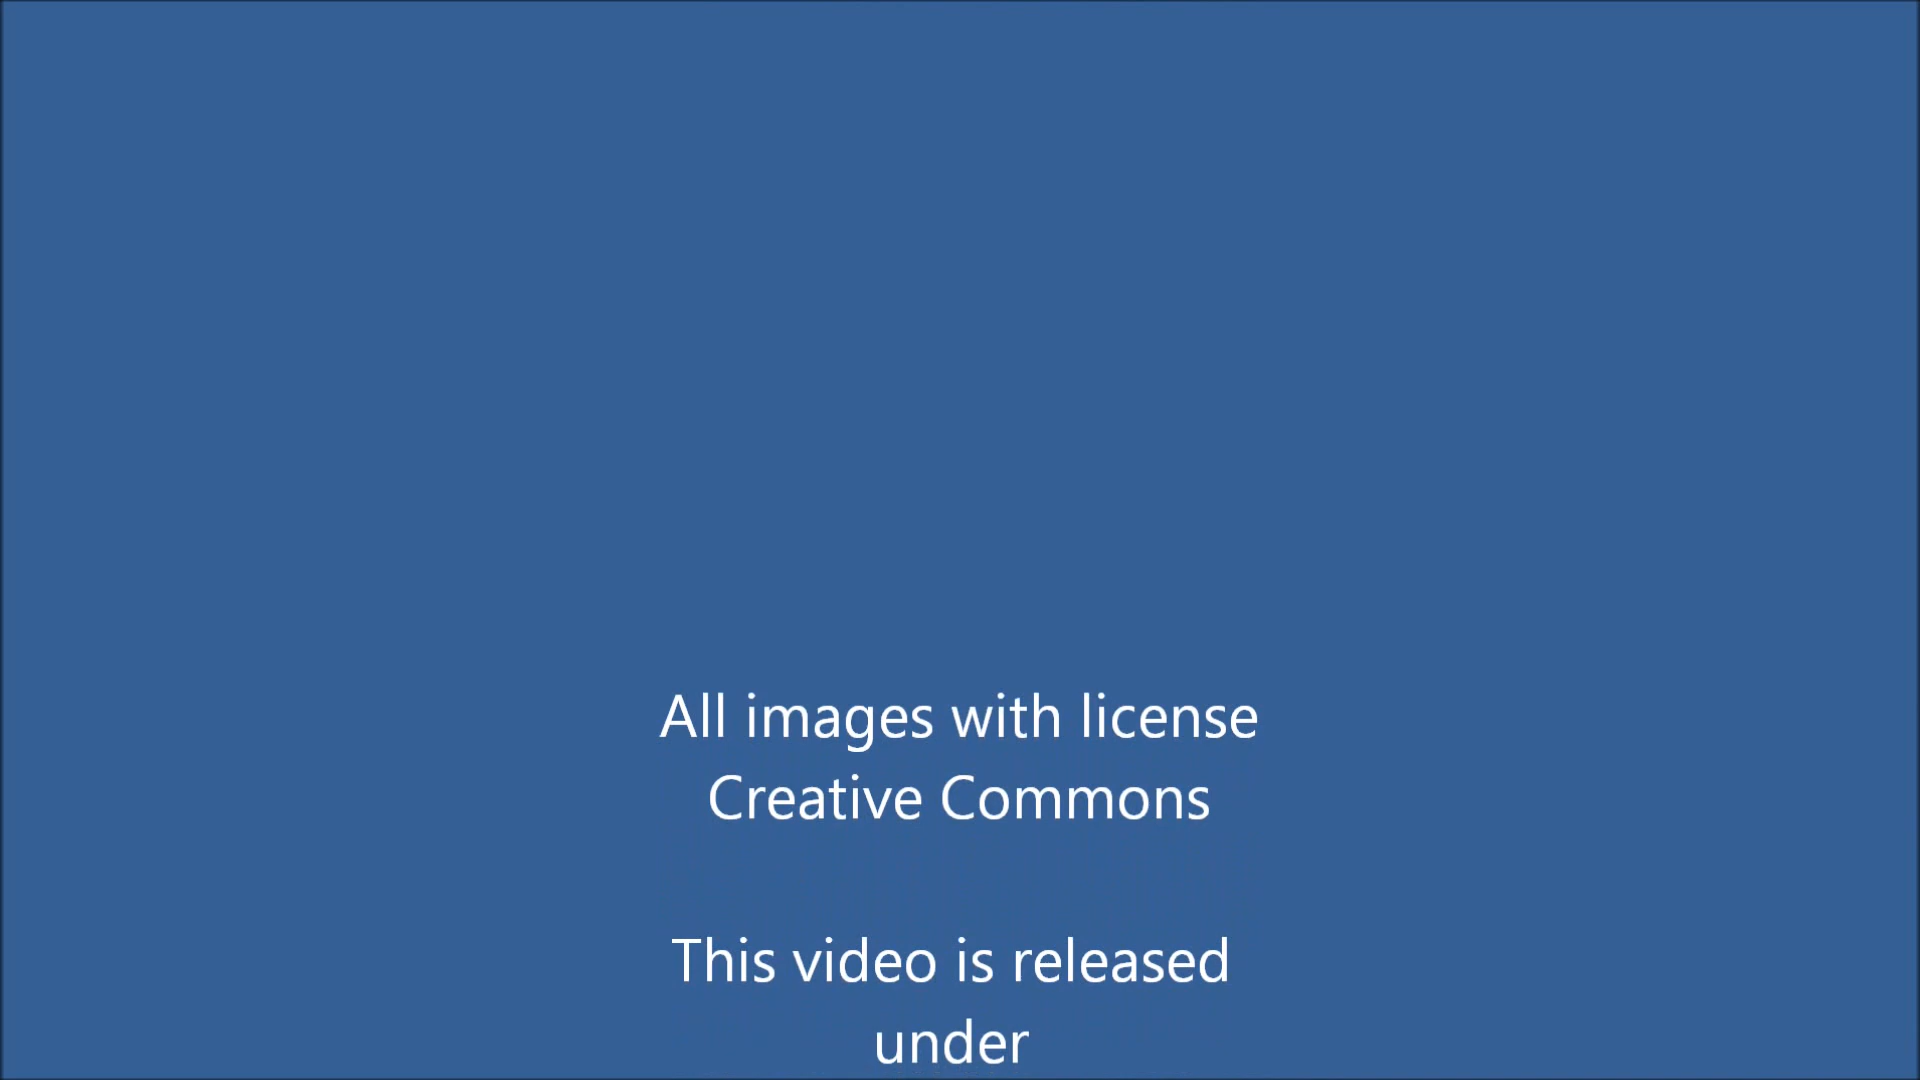 All images with license
Creative Commons
This video is released
under